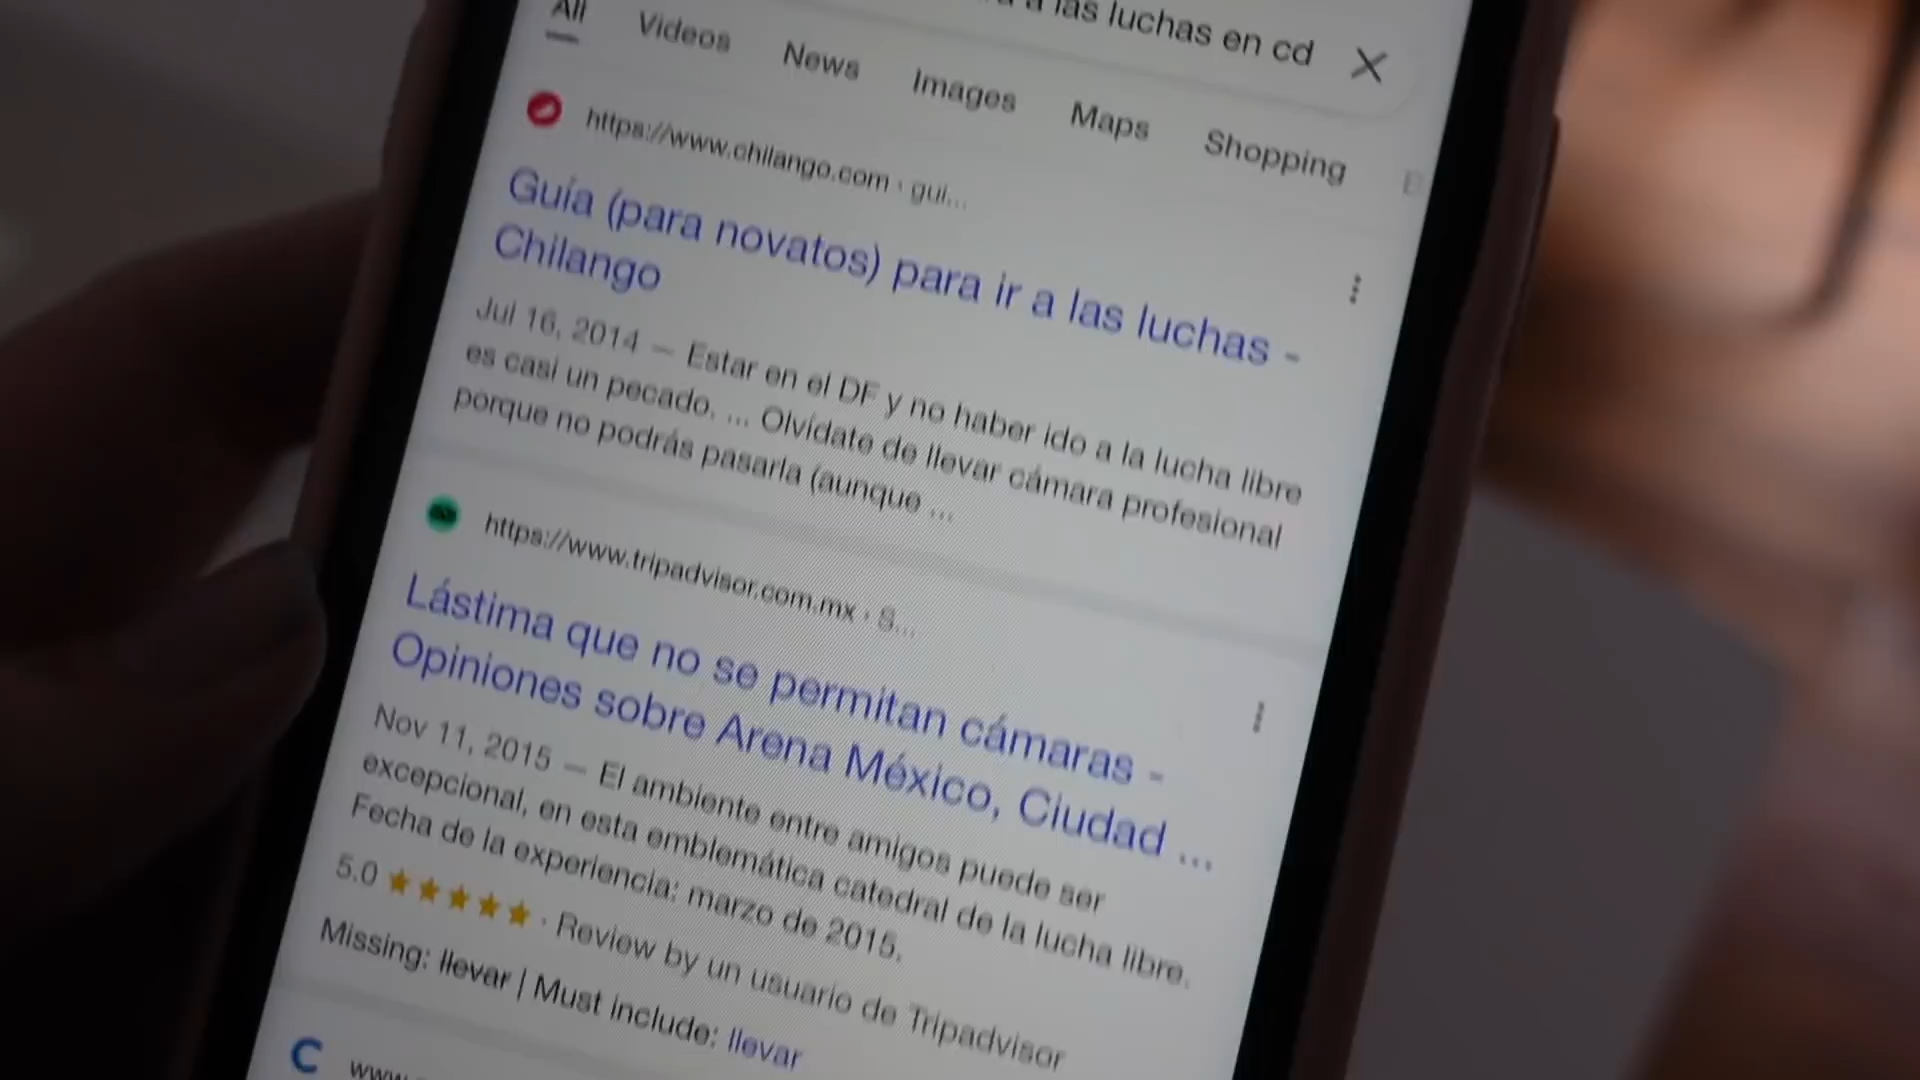 a las luchas en cd
All Videos News Images Maps Shopping
https://www.chilango.com › gui...
Guía (para novatos) para ir a las luchas -
Chilango
Jul 16, 2014 — Estar en el DF y no haber ido a la lucha libre
es casi un pecado. ... Olvídate de llevar cámara profesional
porque no podrás pasarla (aunque ...
https://www.tripadvisor.com.mx › S...
Lástima que no se permitan cámaras -
Opiniones sobre Arena México, Ciudad ...
Nov 11, 2015 — El ambiente entre amigos puede ser
excepcional, en esta emblemática catedral de la lucha libre.
Fecha de la experiencia: marzo de 2015.
5.0 ★★★★★ · Review by un usuario de Tripadvisor
Missing: llevar | Must include: llevar